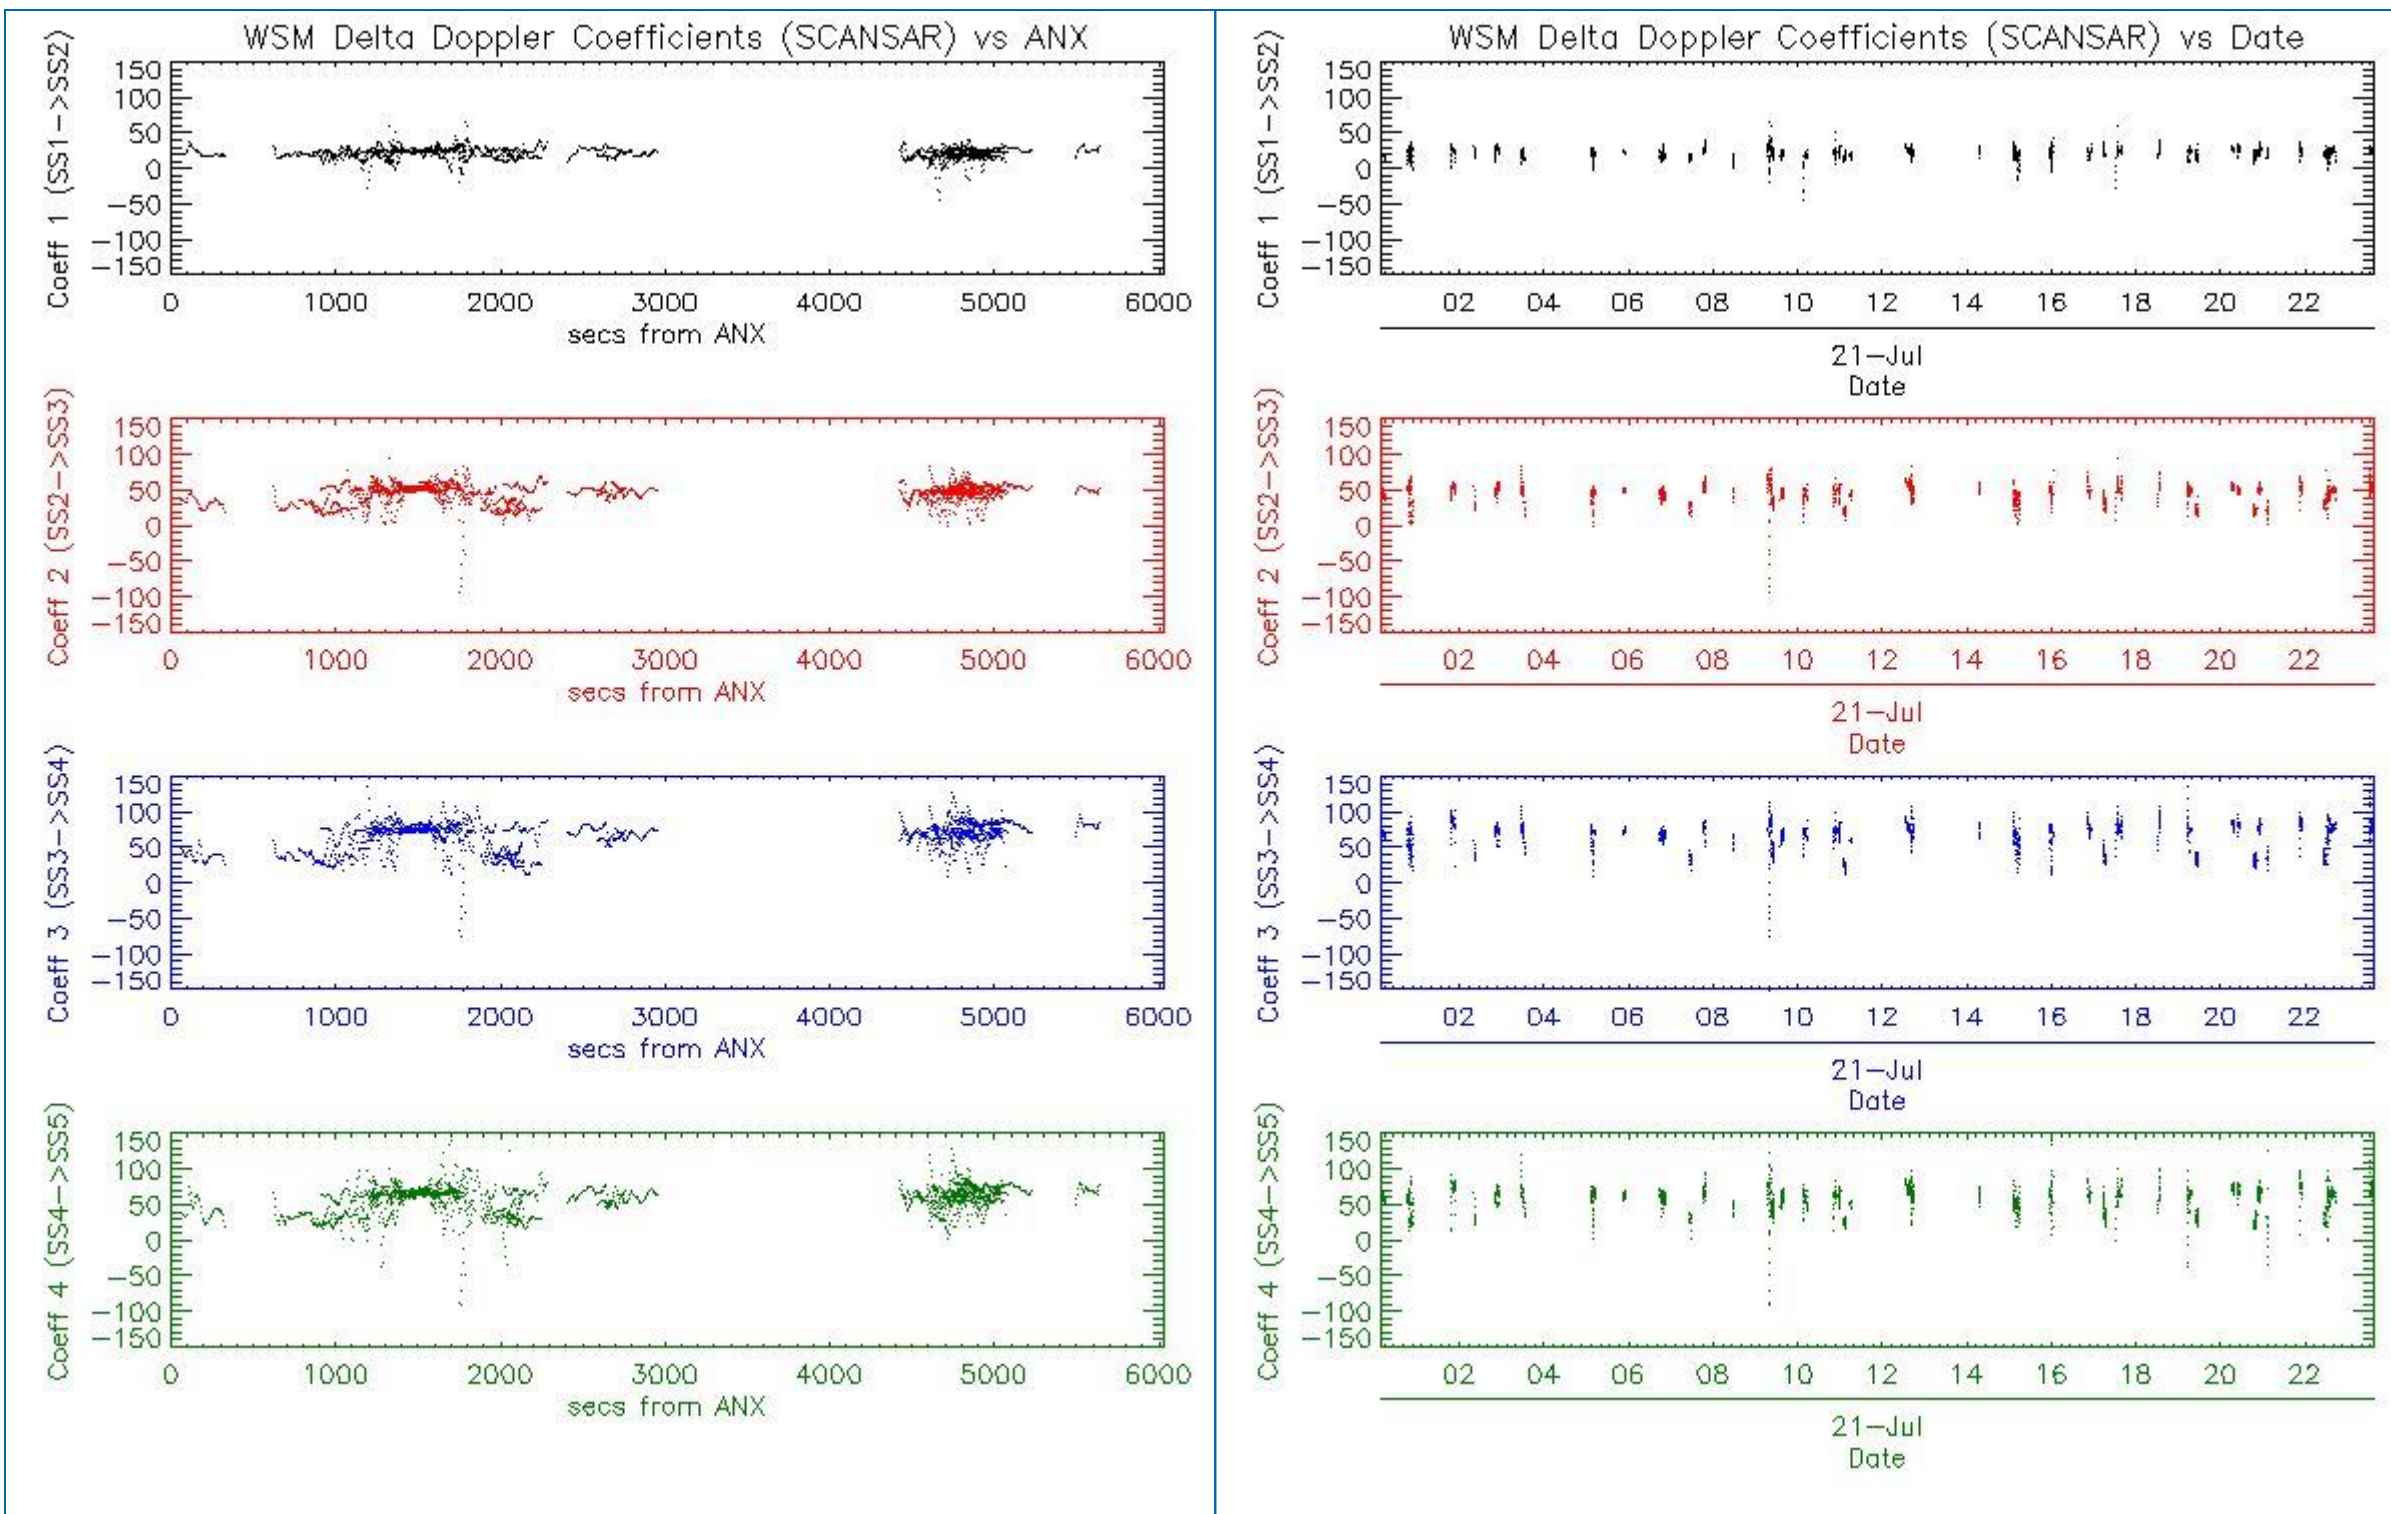 WSM Delta Doppler Coefficients (SCANSAR) vs ANX
Coeff 1 (SS1->SS2)
150
100
50
0
-50
-100
-150
0 1000 2000 3000 4000 5000 6000
secs from ANX
Coeff 2 (SS2->SS3)
150
100
50
0
-50
-100
-150
0 1000 2000 3000 4000 5000 6000
secs from ANX
Coeff 3 (SS3->SS4)
150
100
50
0
-50
-100
-150
0 1000 2000 3000 4000 5000 6000
secs from ANX
Coeff 4 (SS4->SS5)
150
100
50
0
-50
-100
-150
0 1000 2000 3000 4000 5000 6000
secs from ANX
WSM Delta Doppler Coefficients (SCANSAR) vs Date
Coeff 1 (SS1->SS2)
150
100
50
0
-50
-100
-150
02 04 06 08 10 12 14 16 18 20 22
21-Jul
Date
Coeff 2 (SS2->SS3)
150
100
50
0
-50
-100
-150
02 04 06 08 10 12 14 16 18 20 22
21-Jul
Date
Coeff 3 (SS3->SS4)
150
100
50
0
-50
-100
-150
02 04 06 08 10 12 14 16 18 20 22
21-Jul
Date
Coeff 4 (SS4->SS5)
150
100
50
0
-50
-100
-150
02 04 06 08 10 12 14 16 18 20 22
21-Jul
Date